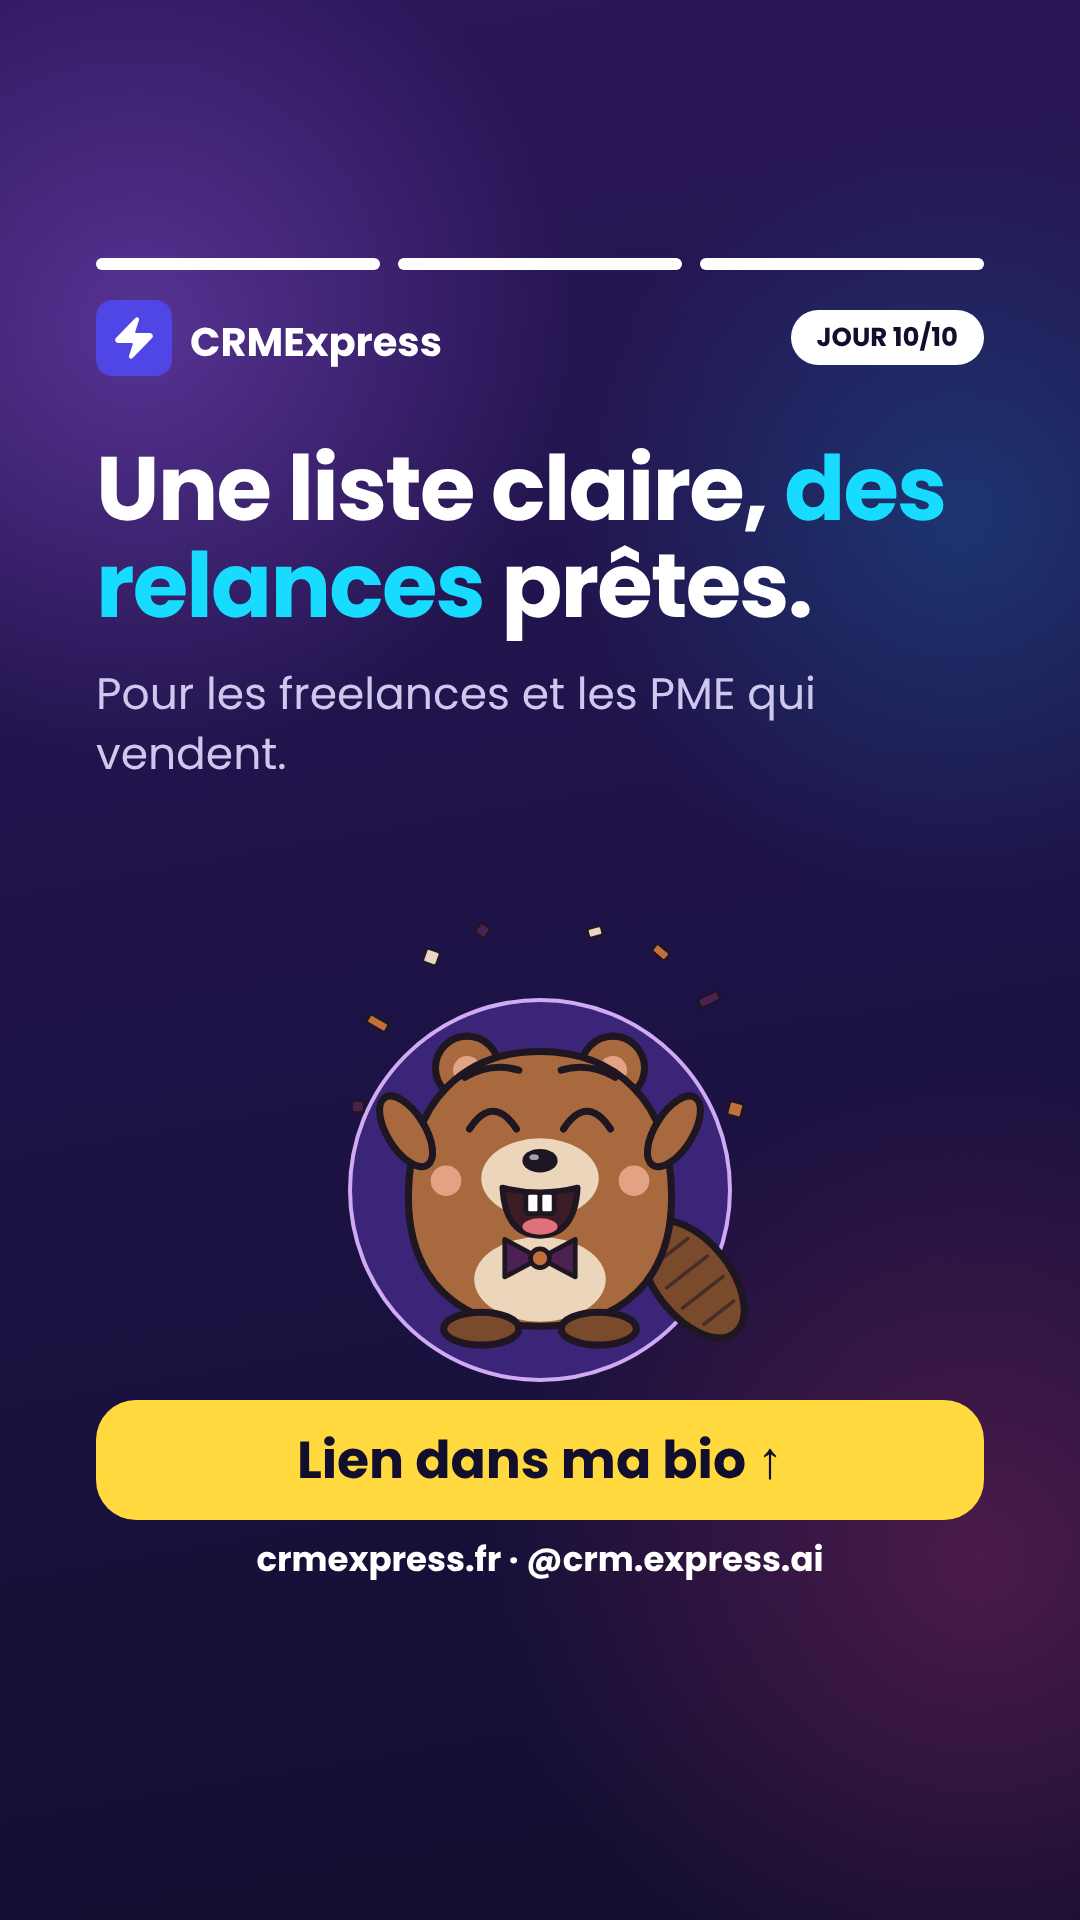 CRMExpress
JOUR 10/10
Une liste claire, des
relances prêtes.
Pour les freelances et les PME qui
vendent.
Lien dans ma bio ↑
crmexpress.fr · @crm.express.ai